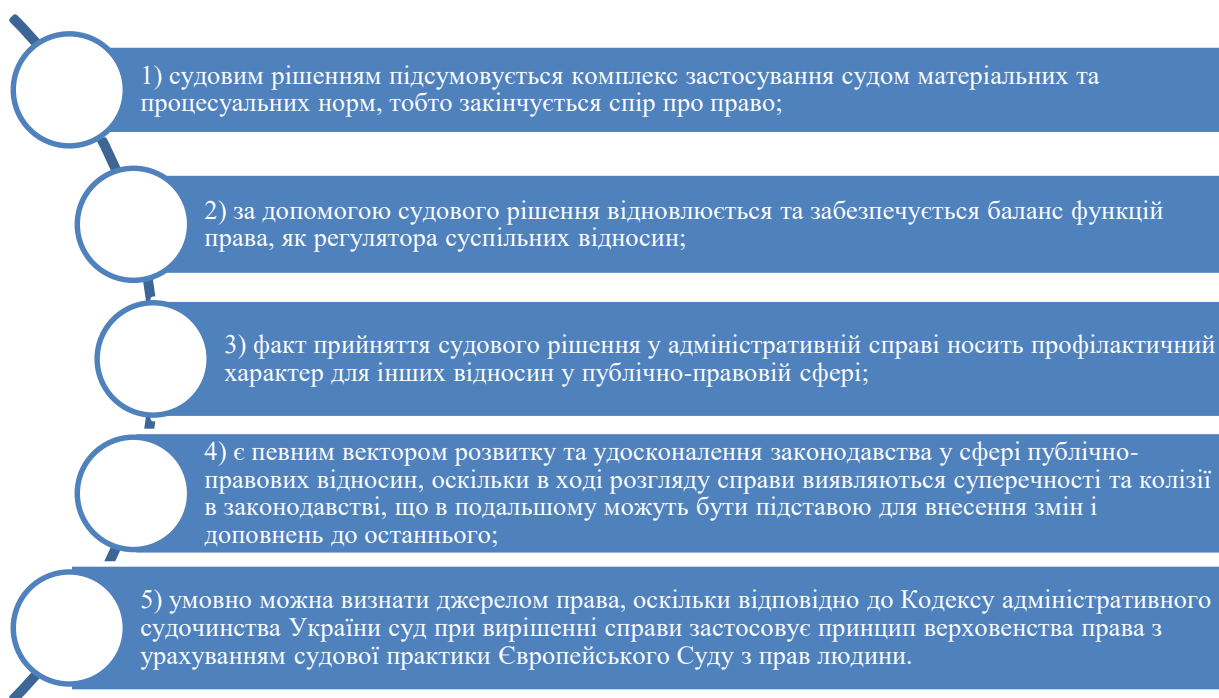 1) судовим рішенням підсумовується комплекс застосування судом матеріальних та
процесуальних норм, тобто закінчується спір про право;
2) за допомогою судового рішення відновлюється та забезпечується баланс функцій
права, як регулятора суспільних відносин;
3) факт прийняття судового рішення у адміністративній справі носить профілактичний
характер для інших відносин у публічно-правовій сфері;
4) є певним вектором розвитку та удосконалення законодавства у сфері публічно-
правових відносин, оскільки в ході розгляду справи виявляються суперечності та колізії
в законодавстві, що в подальшому можуть бути підставою для внесення змін і
доповнень до останнього;
5) умовно можна визнати джерелом права, оскільки відповідно до Кодексу адміністративного
судочинства України суд при вирішенні справи застосовує принцип верховенства права з
урахуванням судової практики Європейського Суду з прав людини.